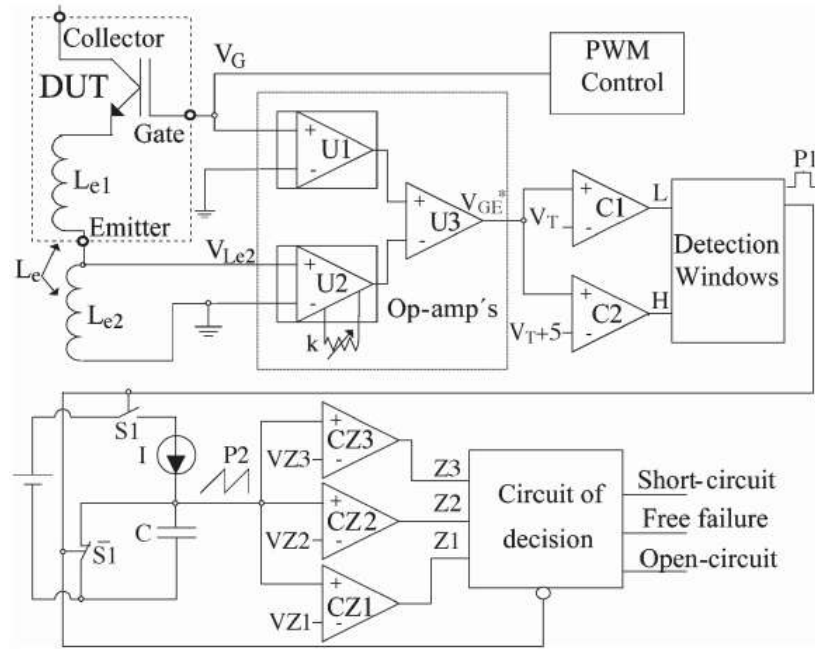 Collector
V_G
PWM
Control
DUT
Gate
U1
+
-
L_e1
P1
V_GE*
+
-
U3
+
-
C1
L
V_T
Emitter
V_Le2
Detection
Windows
L_e
+
-
U2
Op-amp´s
+
-
C2
H
L_e2
V_T+5
k
S1
+
-
CZ3
VZ3
I
P2
Z3
Short-circuit
+
-
CZ2
Z2
Circuit of
decision
Free failure
C
VZ2
Z1
S̄1
Open-circuit
+
-
CZ1
VZ1